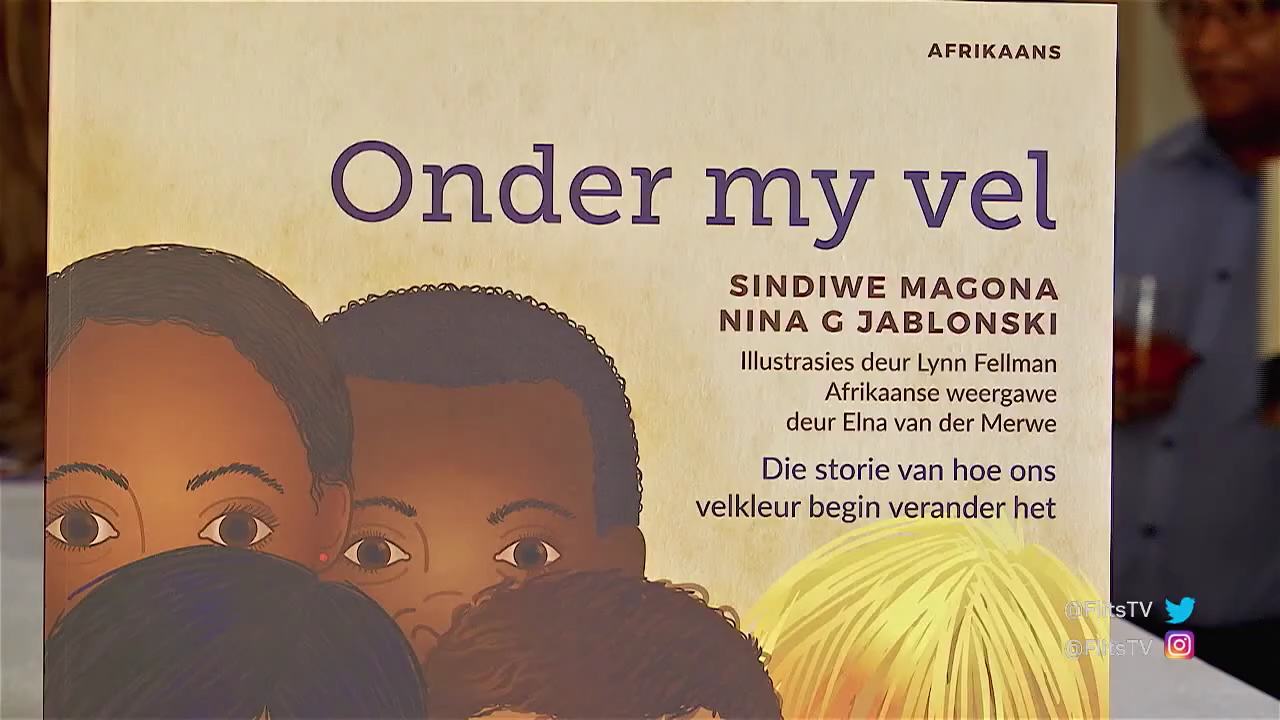 AFRIKAANS
Onder my vel
SINDIWE MAGONA
NINA G JABLONSKI
Illustrasies deur Lynn Fellman
Afrikaanse weergawe
deur Elna van der Merwe
Die storie van hoe ons
velkleur begin verander het
@FlitsTV
@FlitsTV